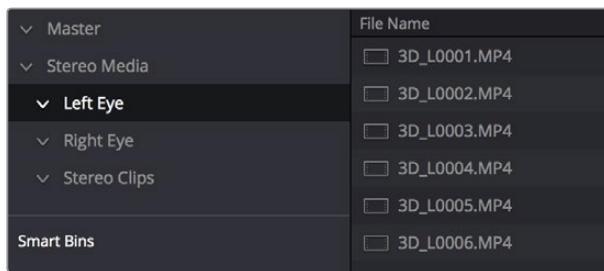 Master
Stereo Media
Left Eye
Right Eye
Stereo Clips
Smart Bins
File Name
3D_L0001.MP4
3D_L0002.MP4
3D_L0003.MP4
3D_L0004.MP4
3D_L0005.MP4
3D_L0006.MP4